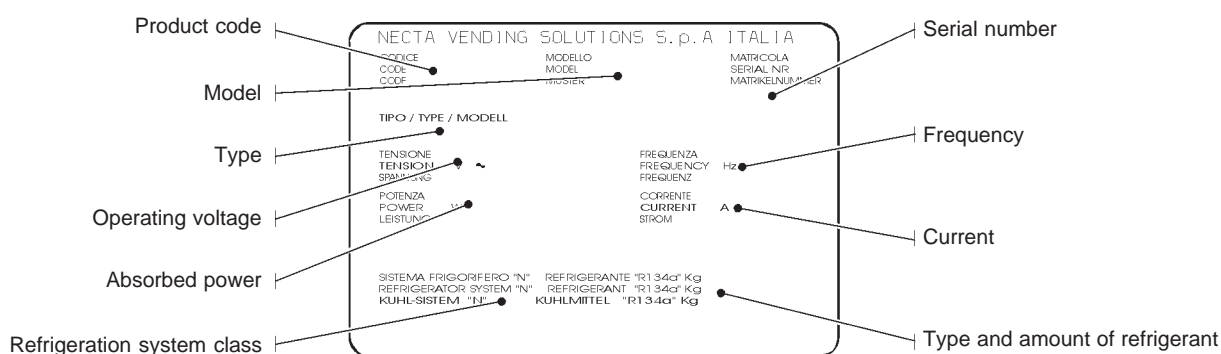 Product code
Model
Type
Operating voltage
Absorbed power
Refrigeration system class
NECTA VENDING SOLUTIONS S.p.A ITALIA
CODICE MODELLO MATRICOLA
CODE MODEL SERIAL NR
CODE MUSTER MATRIKELNUMMER
TIPO / TYPE / MODELL
TENSIONE FREQUENZA
TENSION V ~ FREQUENCY Hz
SPANNUNG FREQUENZ
POTENZA CORRENTE
POWER W CURRENT A
LEISTUNG STROM
SISTEMA FRIGORIFERO "N" REFRIGERANTE "R134a" Kg
REFRIGERATOR SYSTEM "N" REFRIGERANT "R134a" Kg
KUHL-SISTEM "N" KUHLMITTEL "R134a" Kg
Serial number
Frequency
Current
Type and amount of refrigerant